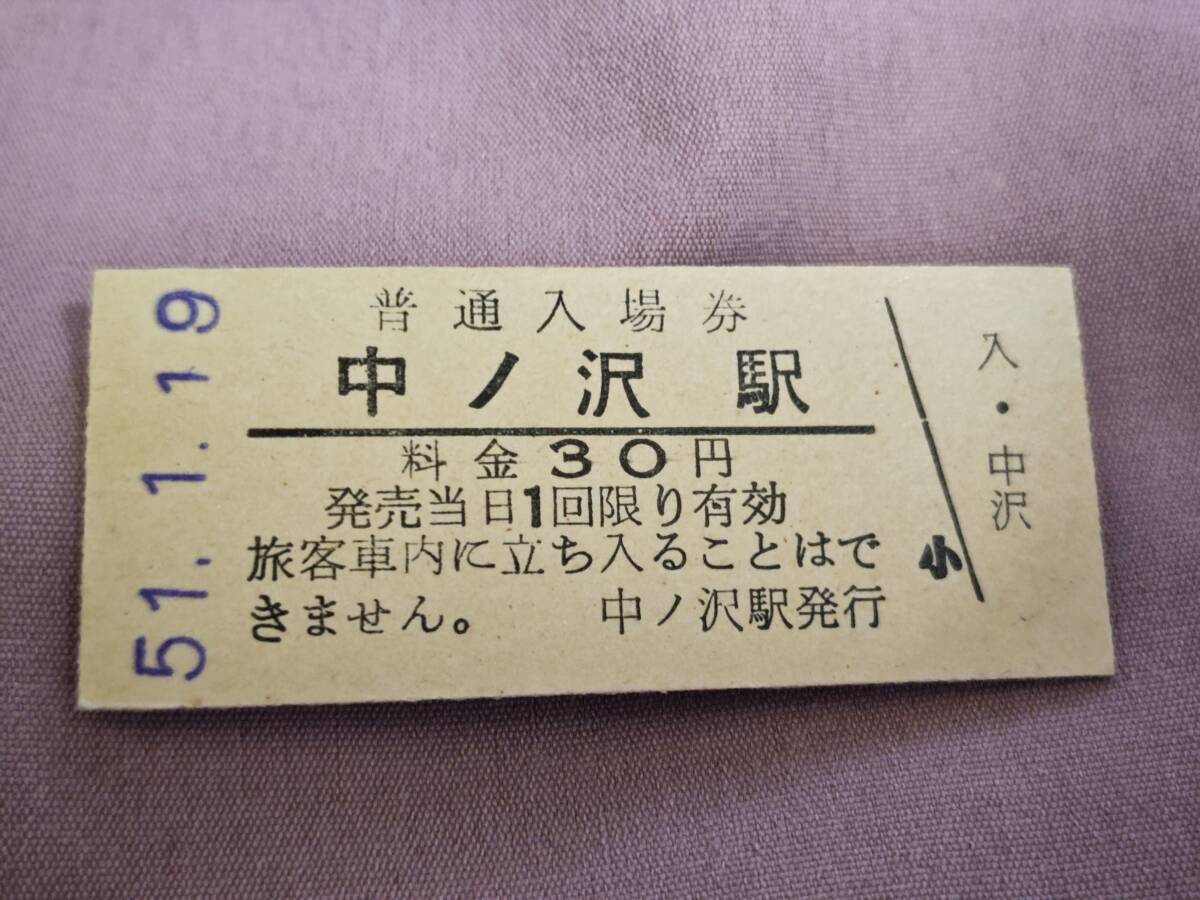 51. 1. 19
普通入場券
中ノ沢 駅
料金30円
発売当日1回限り有効
旅客車内に立ち入ることはで
きません。 中ノ沢駅発行
小
入・中沢